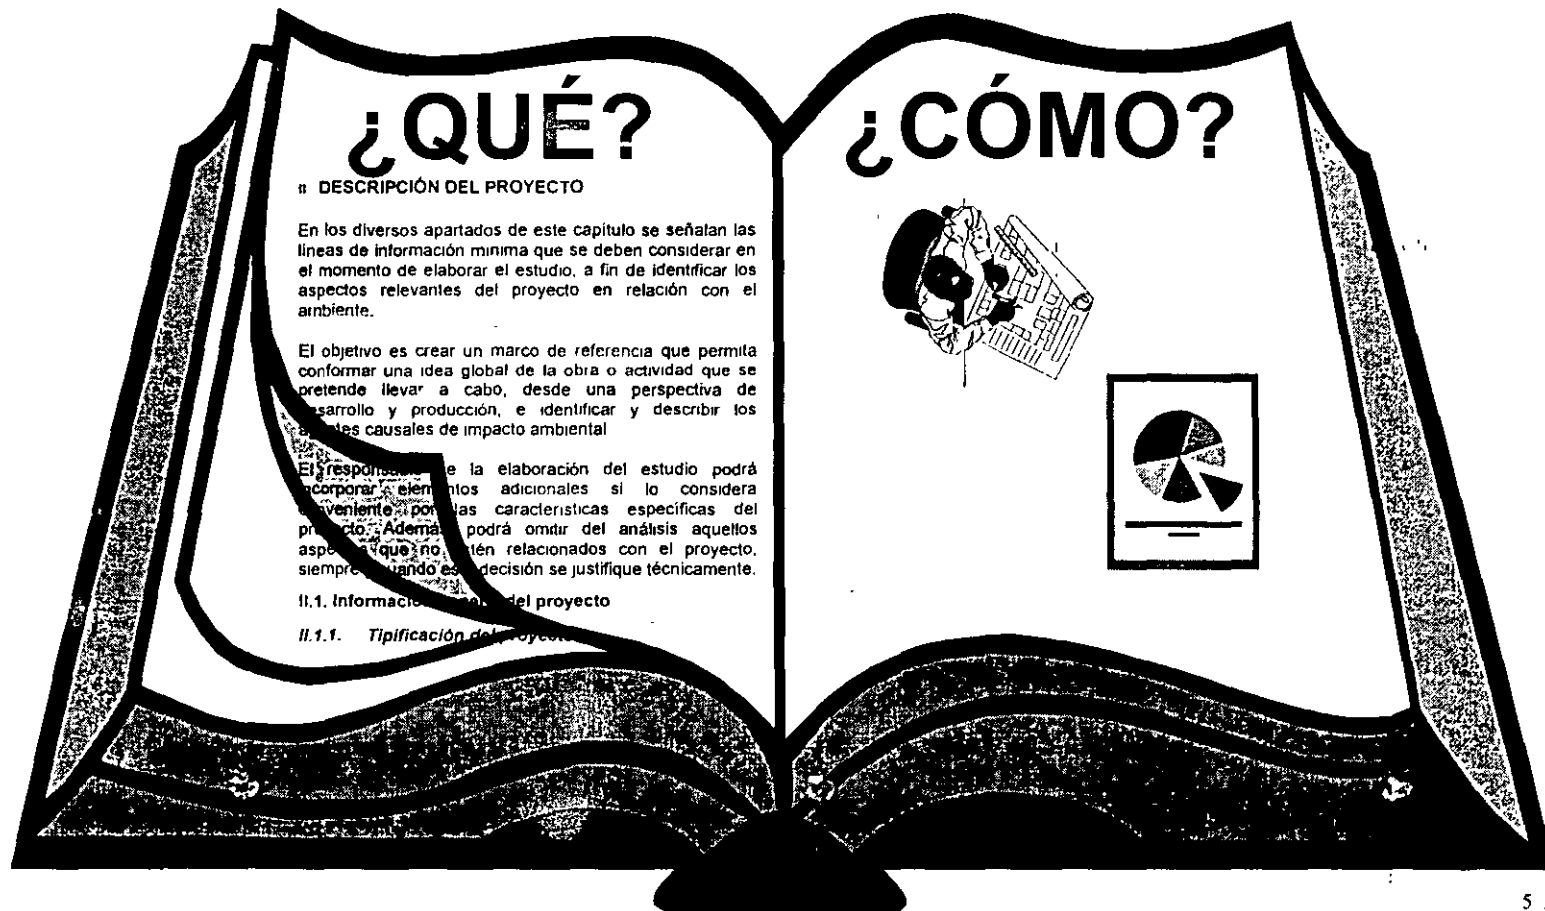 ¿QUÉ?
II DESCRIPCIÓN DEL PROYECTO
En los diversos apartados de este capítulo se señalan las
líneas de información mínima que se deben considerar en
el momento de elaborar el estudio, a fin de identificar los
aspectos relevantes del proyecto en relación con el
ambiente.
El objetivo es crear un marco de referencia que permita
conformar una idea global de la obra o actividad que se
pretende llevar a cabo, desde una perspectiva de
desarrollo y producción, e identificar y describir los
causales de impacto ambiental
El la elaboración del estudio podrá
incorporar elementos adicionales si lo considera
conveniente por las características específicas del
proyecto. Además podrá omitir del análisis aquellos
que no estén relacionados con el proyecto,
siempre decisión se justifique técnicamente.
II.1. Información del proyecto
II.1.1. Tipificación del proyecto
¿CÓMO?
5